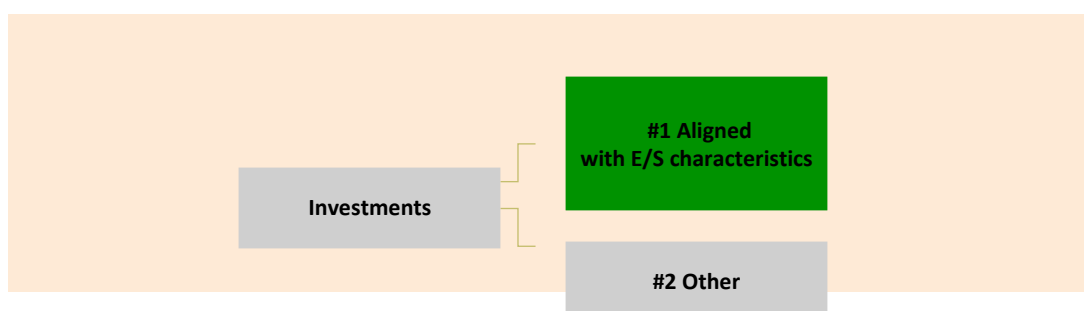 #1 Aligned
with E/S characteristics
Investments
#2 Other